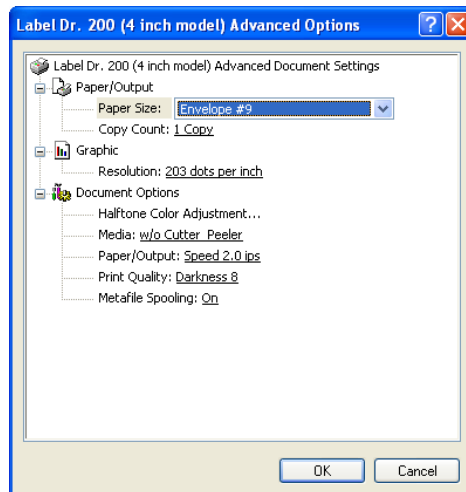 Label Dr. 200 (4 inch model) Advanced Options
Label Dr. 200 (4 inch model) Advanced Document Settings
Paper/Output
Paper Size: Envelope #9
Copy Count: 1 Copy
Graphic
Resolution: 203 dots per inch
Document Options
Halftone Color Adjustment...
Media: w/o Cutter_Peeler
Paper/Output: Speed 2.0 ips
Print Quality: Darkness 8
Metafile Spooling: On
OK Cancel